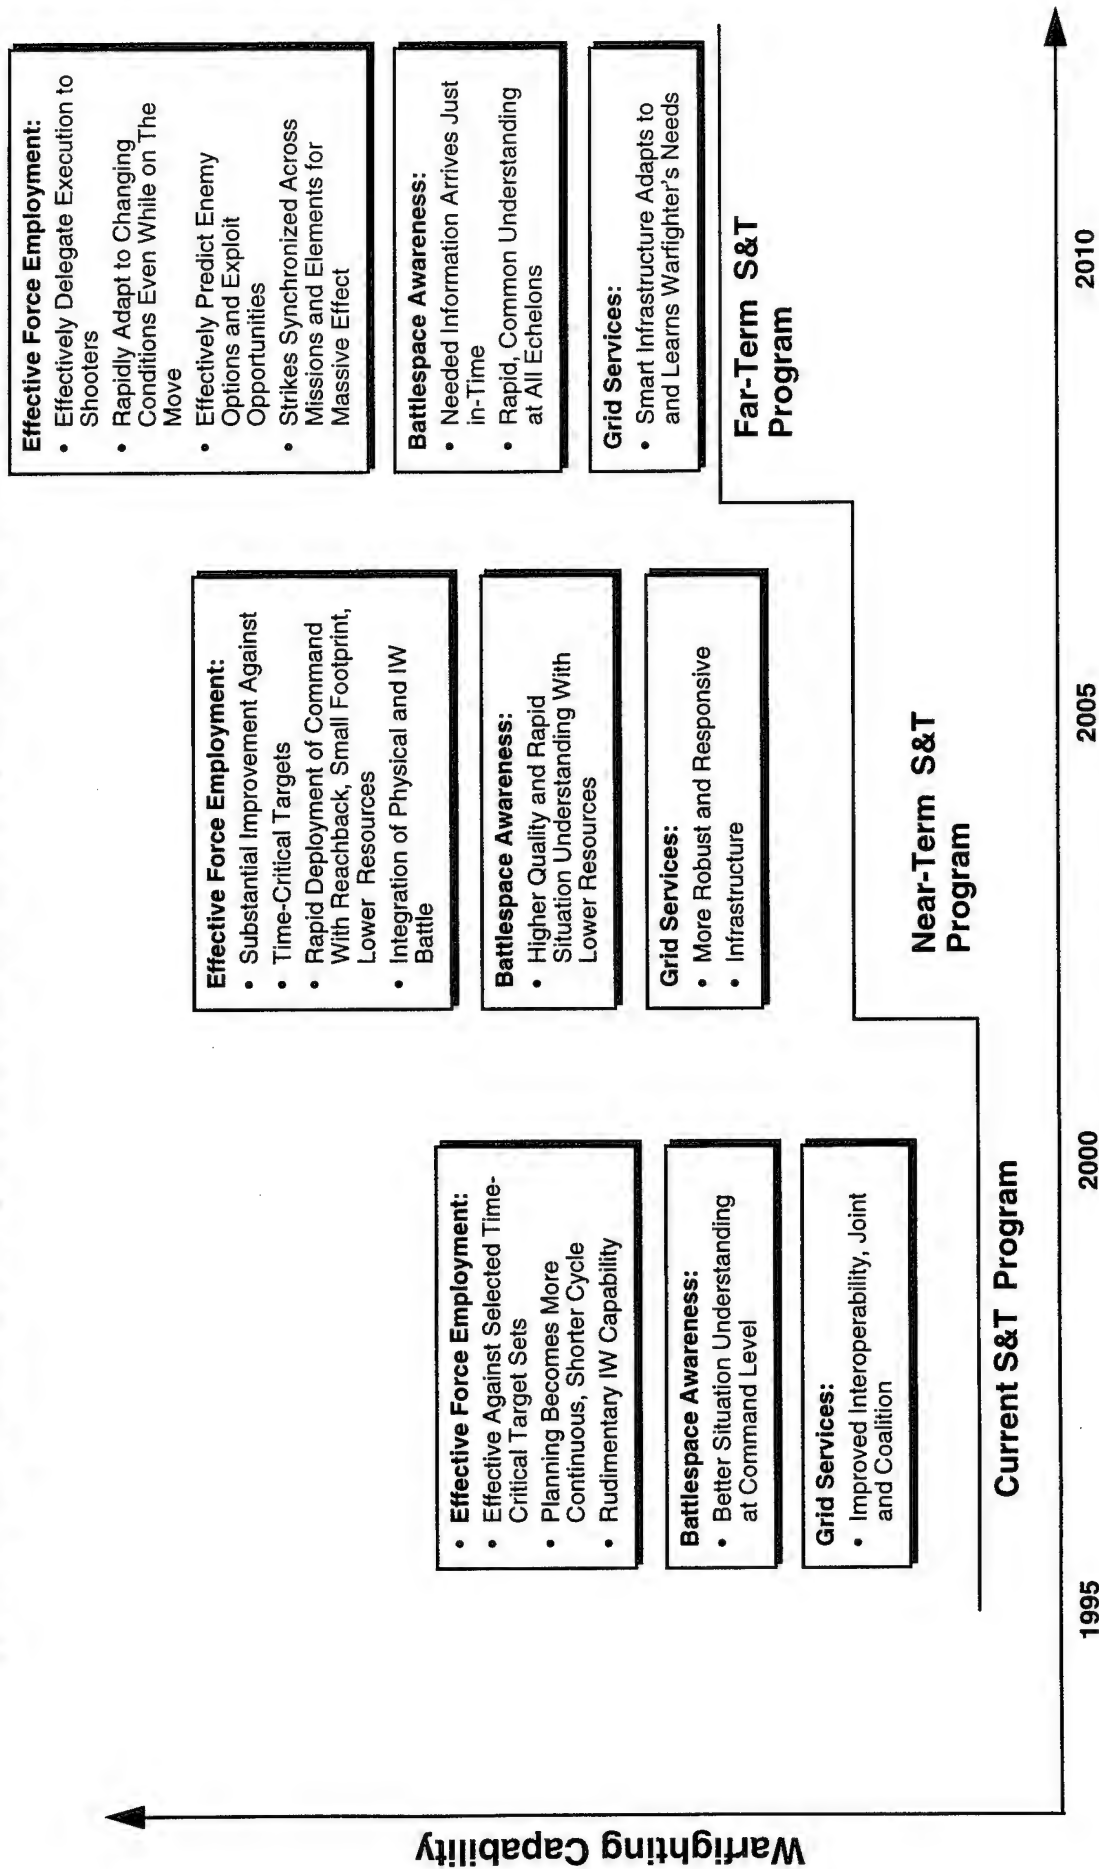 Effective Force Employment:
• Effectively Delegate Execution to
Shooters
• Rapidly Adapt to Changing
Conditions Even While on The
Move
• Effectively Predict Enemy
Options and Exploit
Opportunities
• Strikes Synchronized Across
Missions and Elements for
Massive Effect
Battlespace Awareness:
• Needed Information Arrives Just
in-Time
• Rapid, Common Understanding
at All Echelons
Grid Services:
• Smart Infrastructure Adapts to
and Learns Warfighter's Needs
Far-Term S&T
Program
Effective Force Employment:
• Substantial Improvement Against
• Time-Critical Targets
• Rapid Deployment of Command
With Reachback, Small Footprint,
Lower Resources
• Integration of Physical and IW
Battle
Battlespace Awareness:
• Higher Quality and Rapid
Situation Understanding With
Lower Resources
Grid Services:
• More Robust and Responsive
• Infrastructure
Near-Term S&T
Program
• Effective Force Employment:
• Effective Against Selected Time-
Critical Target Sets
• Planning Becomes More
Continuous, Shorter Cycle
• Rudimentary IW Capability
Battlespace Awareness:
• Better Situation Understanding
at Command Level
Grid Services:
• Improved Interoperability, Joint
and Coalition
Current S&T Program
1995
2000
2005
2010
Warfighting Capability